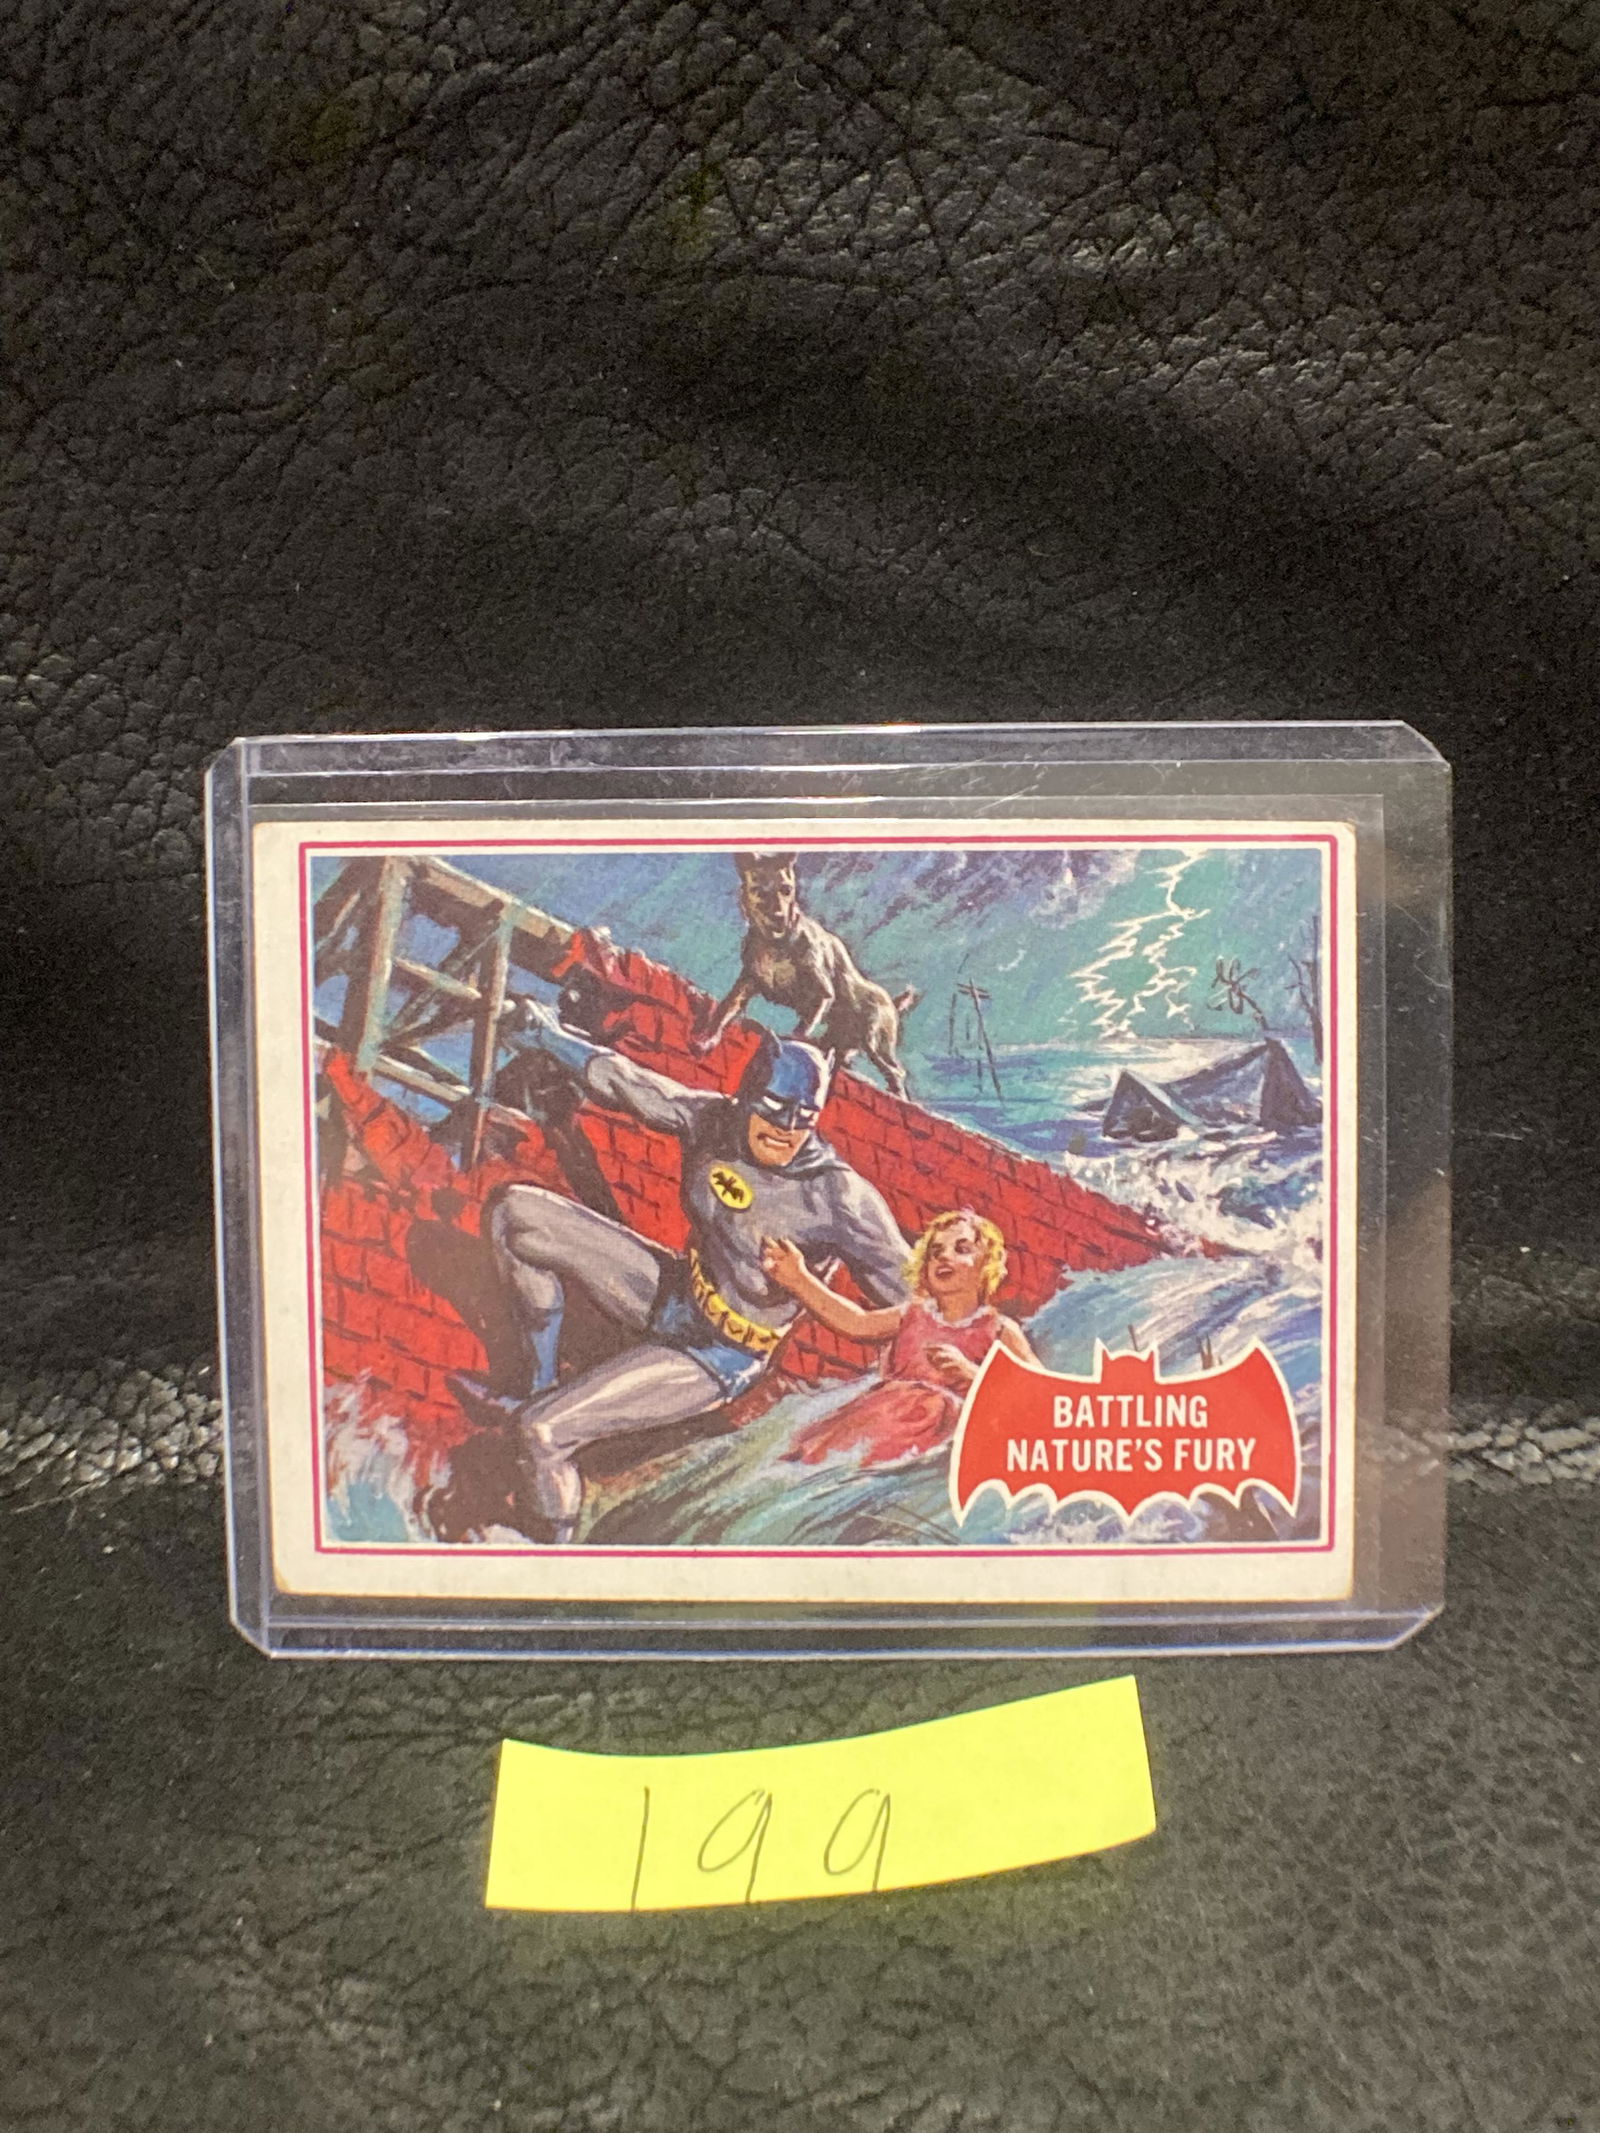 BATTLING
NATURE'S FURY
199